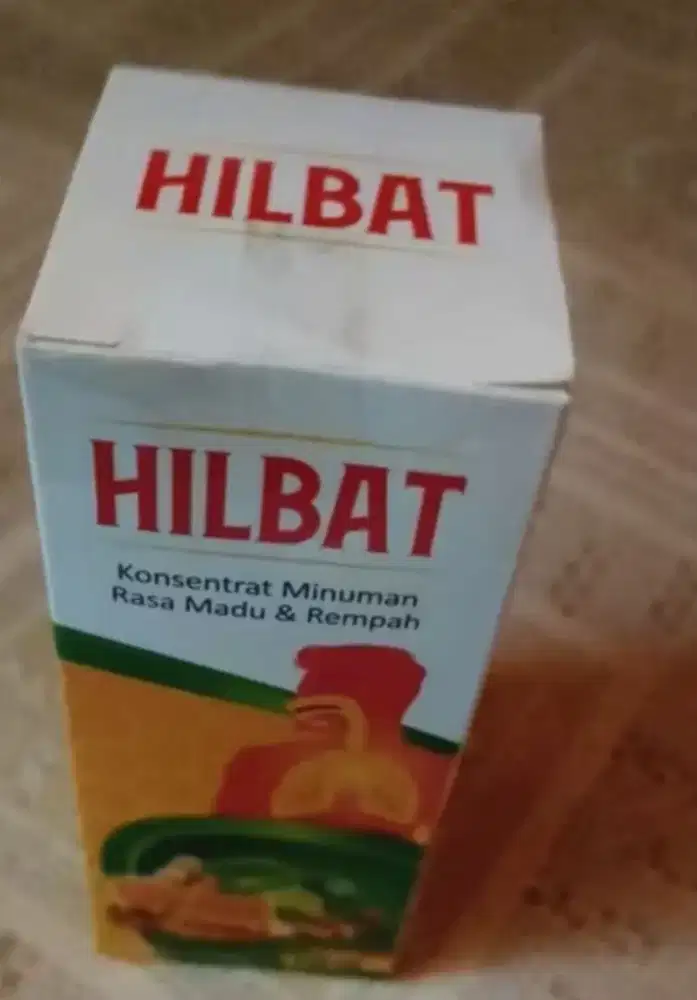 HILBAT
HILBAT
Konsentrat Minuman
Rasa Madu & Rempah